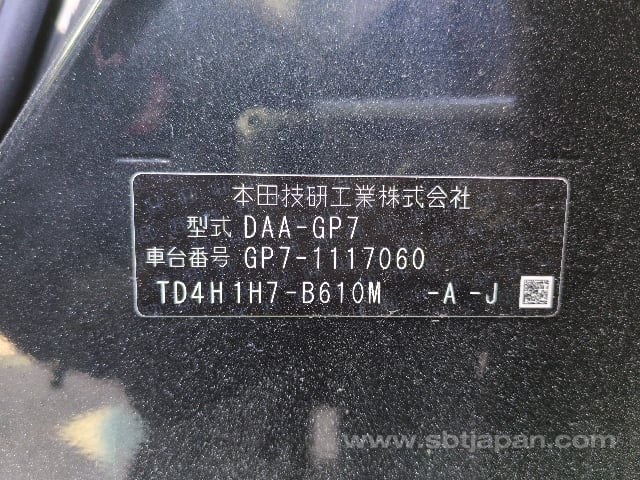 本田技研工業株式会社
型式 DAA-GP7
車台番号 GP7-1117060
TD4H1H7-B610M -A-J
www.sbtjapan.com